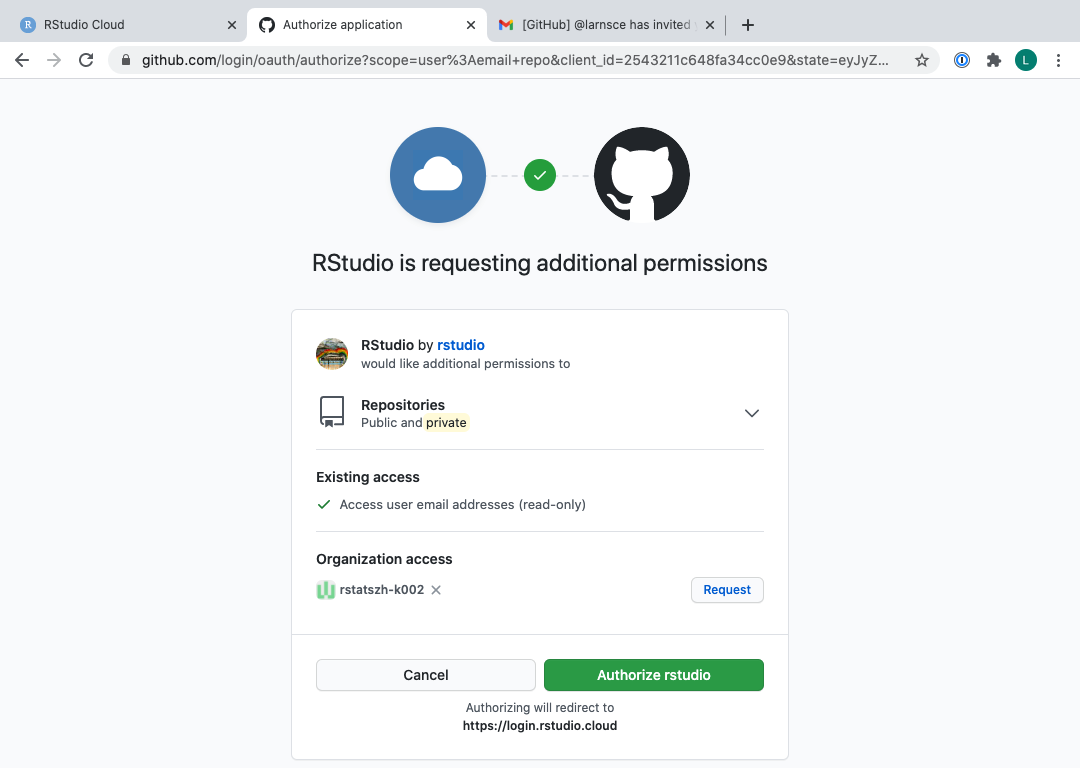 R RStudio Cloud
Authorize application
[GitHub] @larnsce has invited
github.com/login/oauth/authorize?scope=user%3Aemail+repo&client_id=2543211c648fa34cc0e9&state=eyJyZ...
L
RStudio is requesting additional permissions
RStudio by rstudio
would like additional permissions to
Repositories
Public and private
Existing access
Access user email addresses (read-only)
Organization access
rstatszh-k002
Request
Cancel
Authorize rstudio
Authorizing will redirect to
https://login.rstudio.cloud